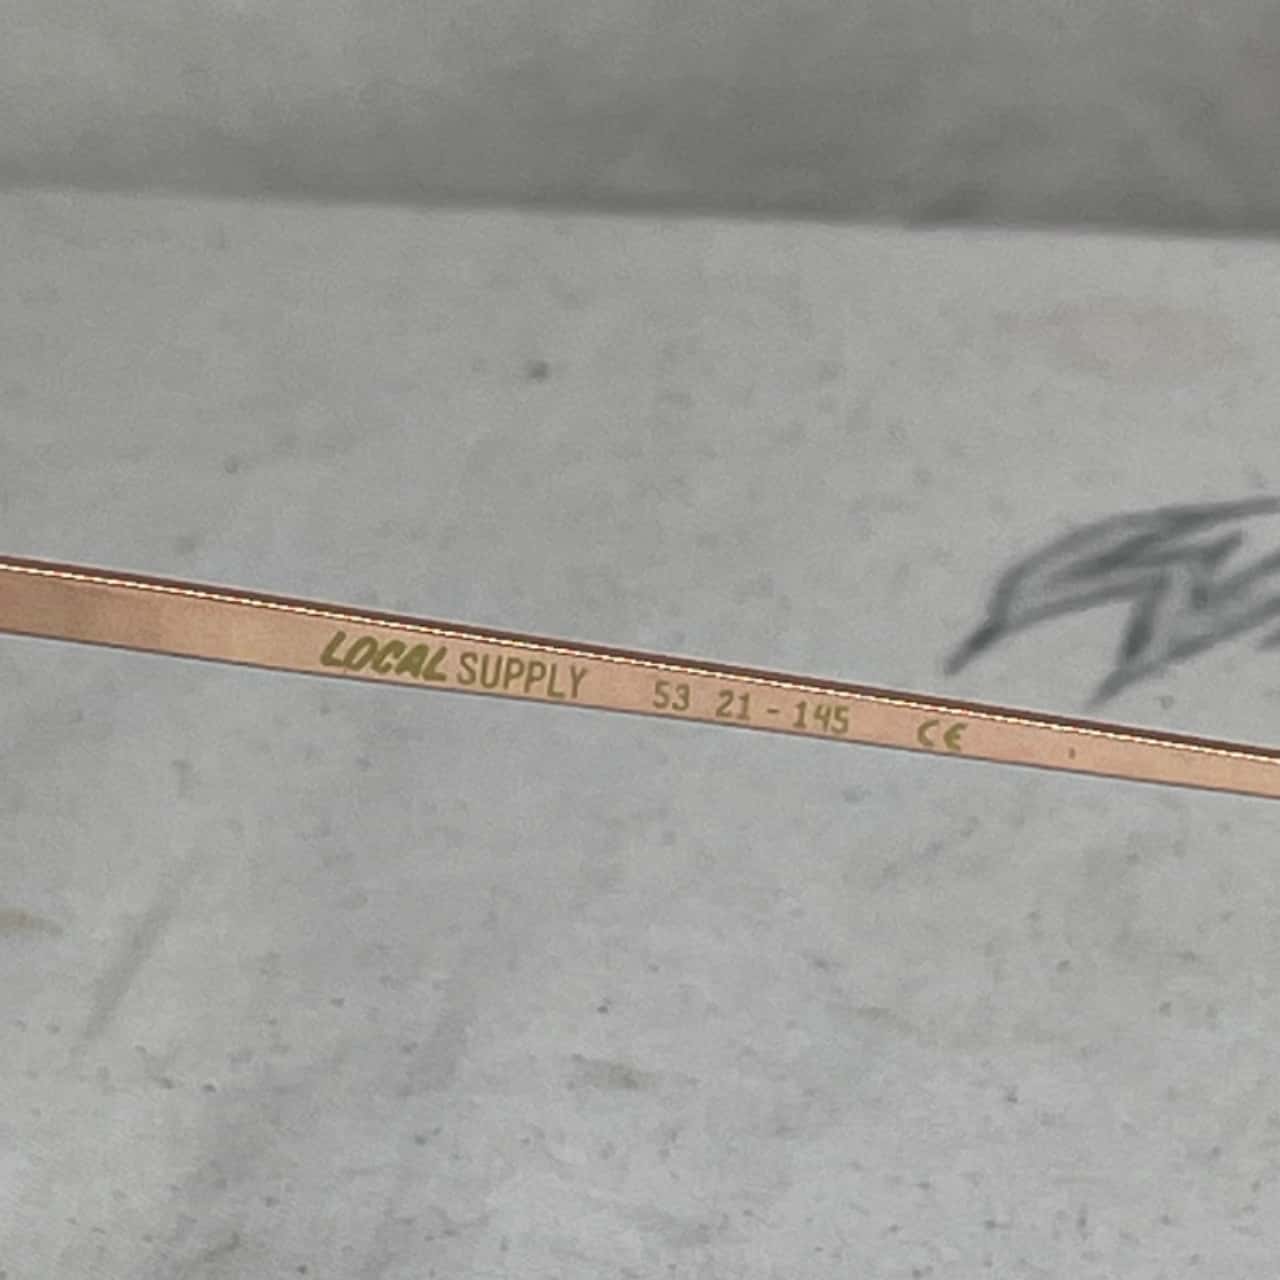 LOCAL SUPPLY 53 21-145 CE